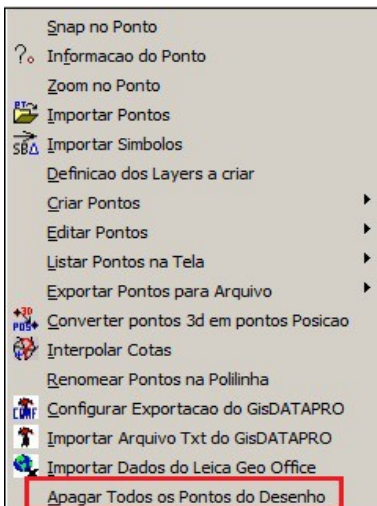 Snap no Ponto
Informacao do Ponto
Zoom no Ponto
Importar Pontos
Importar Simbolos
Definicao dos Layers a criar
Criar Pontos
Editar Pontos
Listar Pontos na Tela
Exportar Pontos para Arquivo
Converter pontos 3d em pontos Posicao
Interpolar Cotas
Renomear Pontos na Polilinha
Configurar Exportacao do GisDATAPRO
Importar Arquivo Txt do GisDATAPRO
Importar Dados do Leica Geo Office
Apagar Todos os Pontos do Desenho